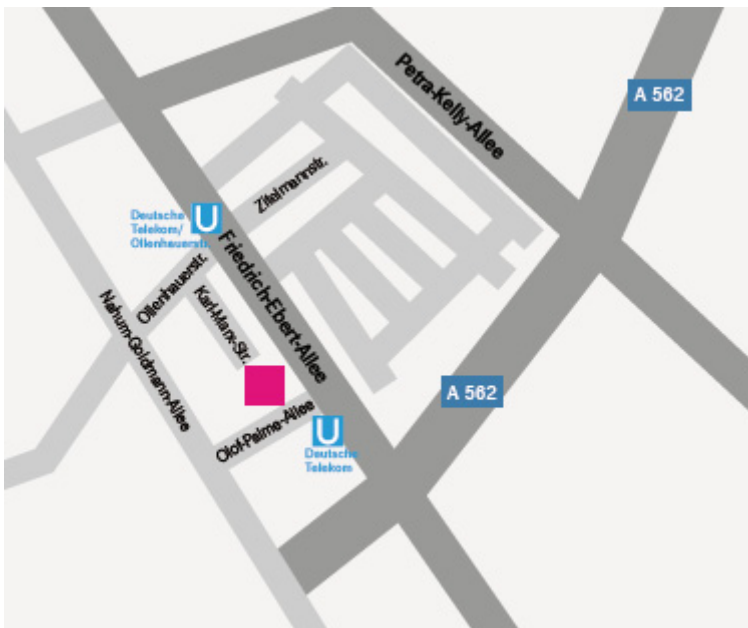 Petra-Kelly-Allee
A 562
Zitelmannstr.
U
Deutsche
Telekom/
Ollenhauerstr.
Friedrich-Ebert-Allee
Ollenhauerstr.
Karl-Marx-Str.
Nahum-Goldmann-Allee
A 562
Olof-Palme-Allee
U
Deutsche
Telekom